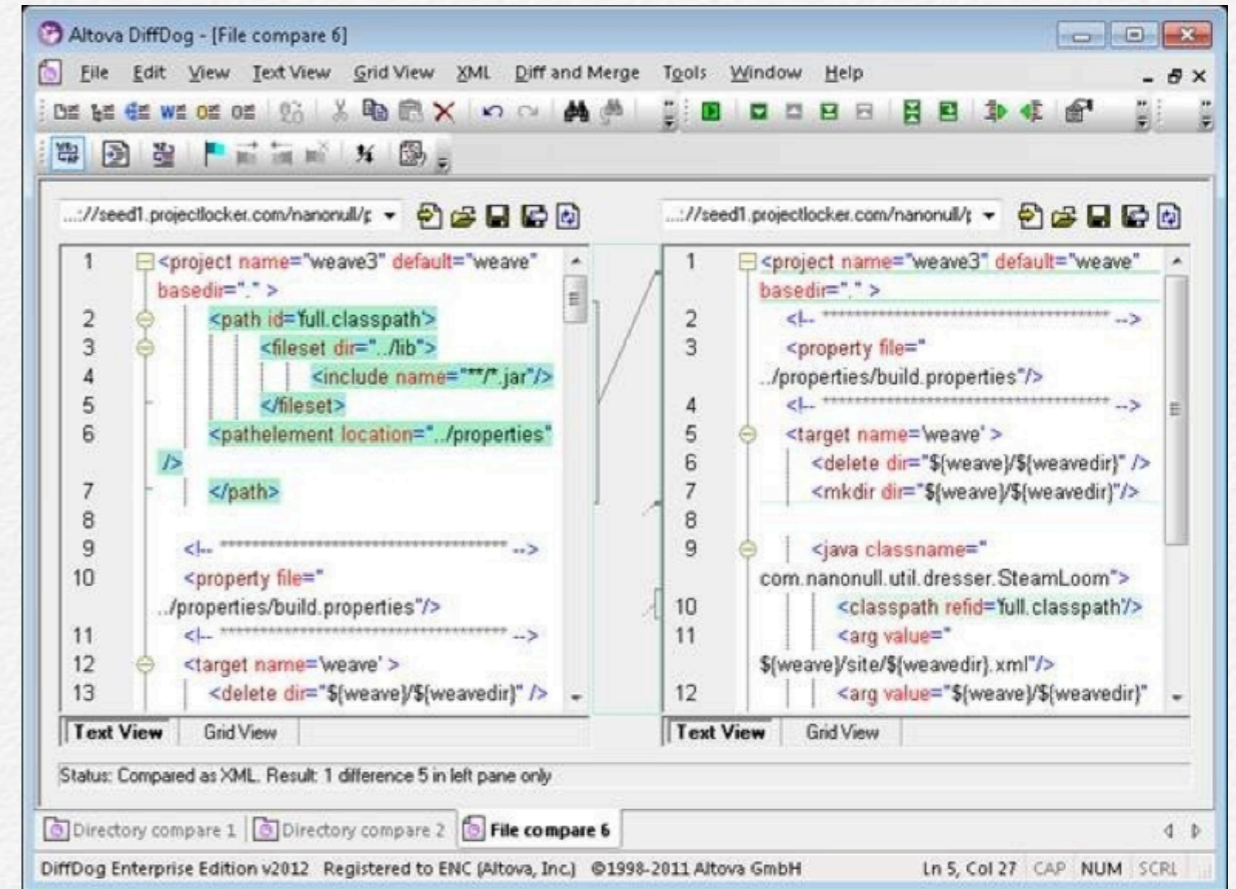 Altova DiffDog - [File compare 6]
File Edit View Text View Grid View XML Diff and Merge Tools Window Help
...://seed1.projectlocker.com/nanonull/p
1 <project name="weave3" default="weave"
basedir="." >
2 <path id='full.classpath'>
3 <fileset dir="../lib">
4 <include name="**/*.jar"/>
5 </fileset>
6 <pathelement location="../properties"
/>
7 </path>
8
9 <!-- ************************************ -->
10 <property file="
../properties/build.properties"/>
11 <!-- ************************************ -->
12 <target name='weave' >
13 <delete dir="${weave}/${weavedir}" />
Text View Grid View
...://seed1.projectlocker.com/nanonull/p
1 <project name="weave3" default="weave"
basedir="." >
2 <!-- ************************************ -->
3 <property file="
../properties/build.properties"/>
4 <!-- ************************************ -->
5 <target name='weave' >
6 <delete dir="${weave}/${weavedir}" />
7 <mkdir dir="${weave}/${weavedir}"/>
8
9 <java classname="
com.nanonull.util.dresser.SteamLoom">
10 <classpath refid='full.classpath'/>
11 <arg value="
${weave}/site/${weavedir}.xml"/>
12 <arg value="${weave}/${weavedir}"
Text View Grid View
Status: Compared as XML. Result: 1 difference 5 in left pane only
Directory compare 1 Directory compare 2 File compare 6
DiffDog Enterprise Edition v2012 Registered to ENC (Altova, Inc.) ©1998-2011 Altova GmbH Ln 5, Col 27 CAP NUM SCRL